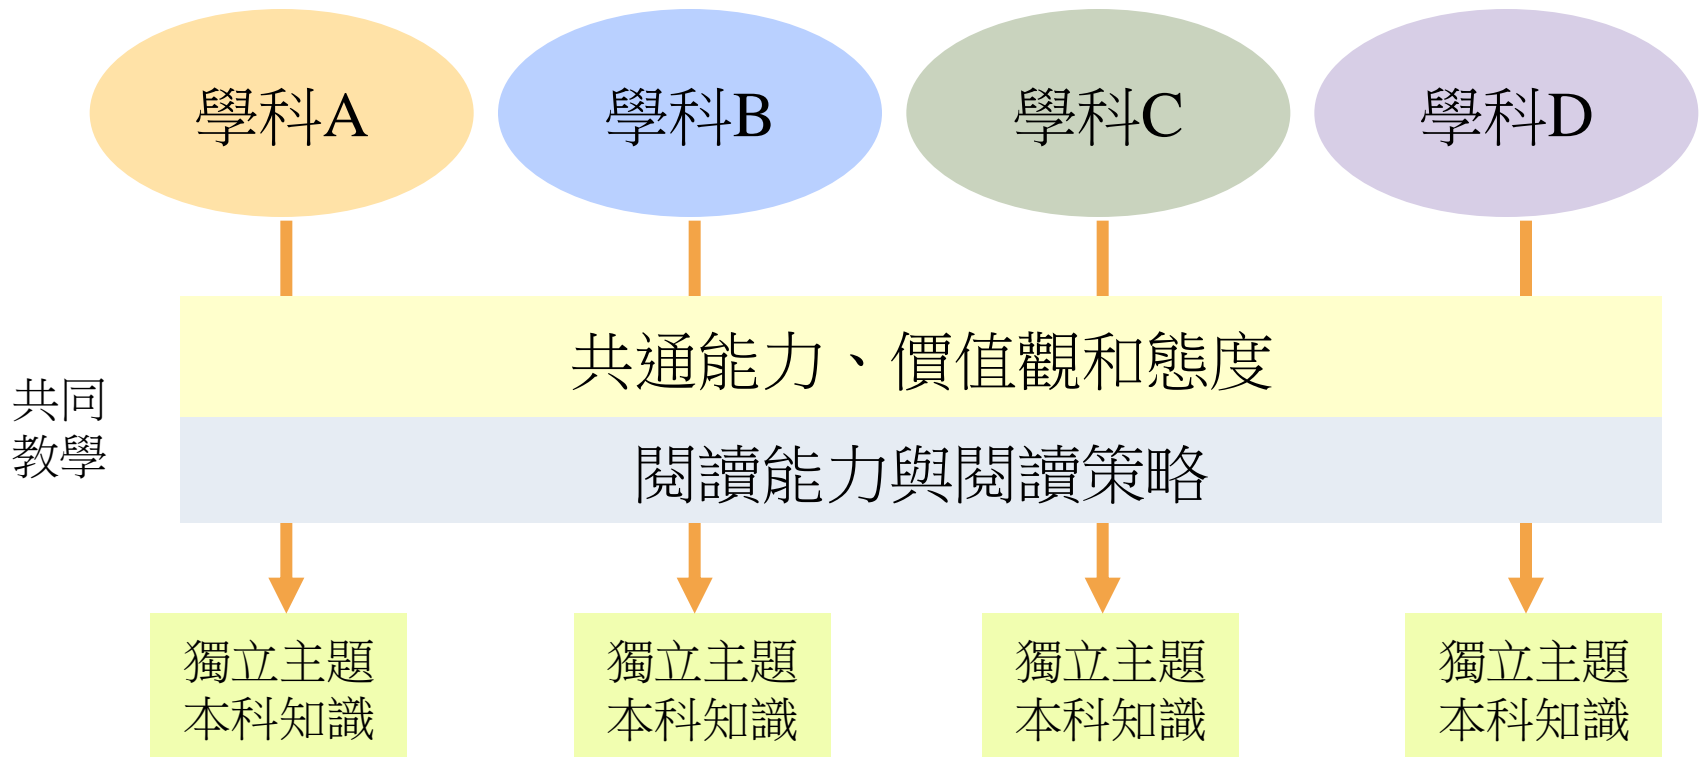 學科A
學科B
學科C
學科D
共通能力、價值觀和態度
共同
教學
閱讀能力與閱讀策略
獨立主題
本科知識
獨立主題
本科知識
獨立主題
本科知識
獨立主題
本科知識